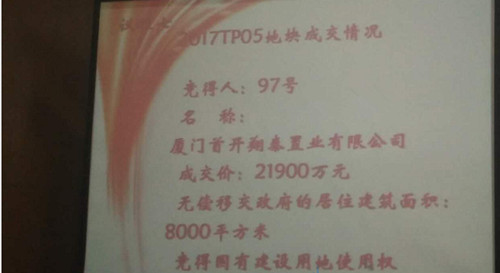 2017TP05地块成交情况
竞得人：97号
名 称：
厦门首开翔泰置业有限公司
成交价：21900万元
无偿移交政府的居住建筑面积：
8000平方米
竞得国有建设用地使用权